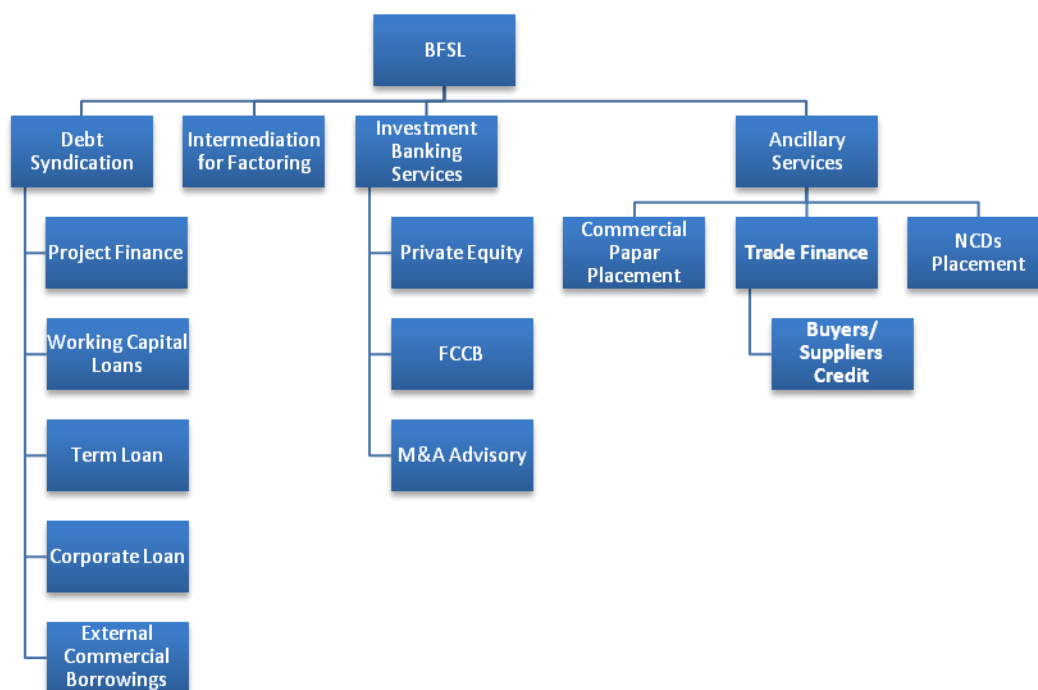 BFSL
Debt
Syndication
Intermediation
for Factoring
Investment
Banking
Services
Ancillary
Services
Project Finance
Working Capital
Loans
Term Loan
Corporate Loan
External
Commercial
Borrowings
Private Equity
FCCB
M&A Advisory
Commercial
Papar
Placement
Trade Finance
NCDs
Placement
Buyers/
Suppliers
Credit